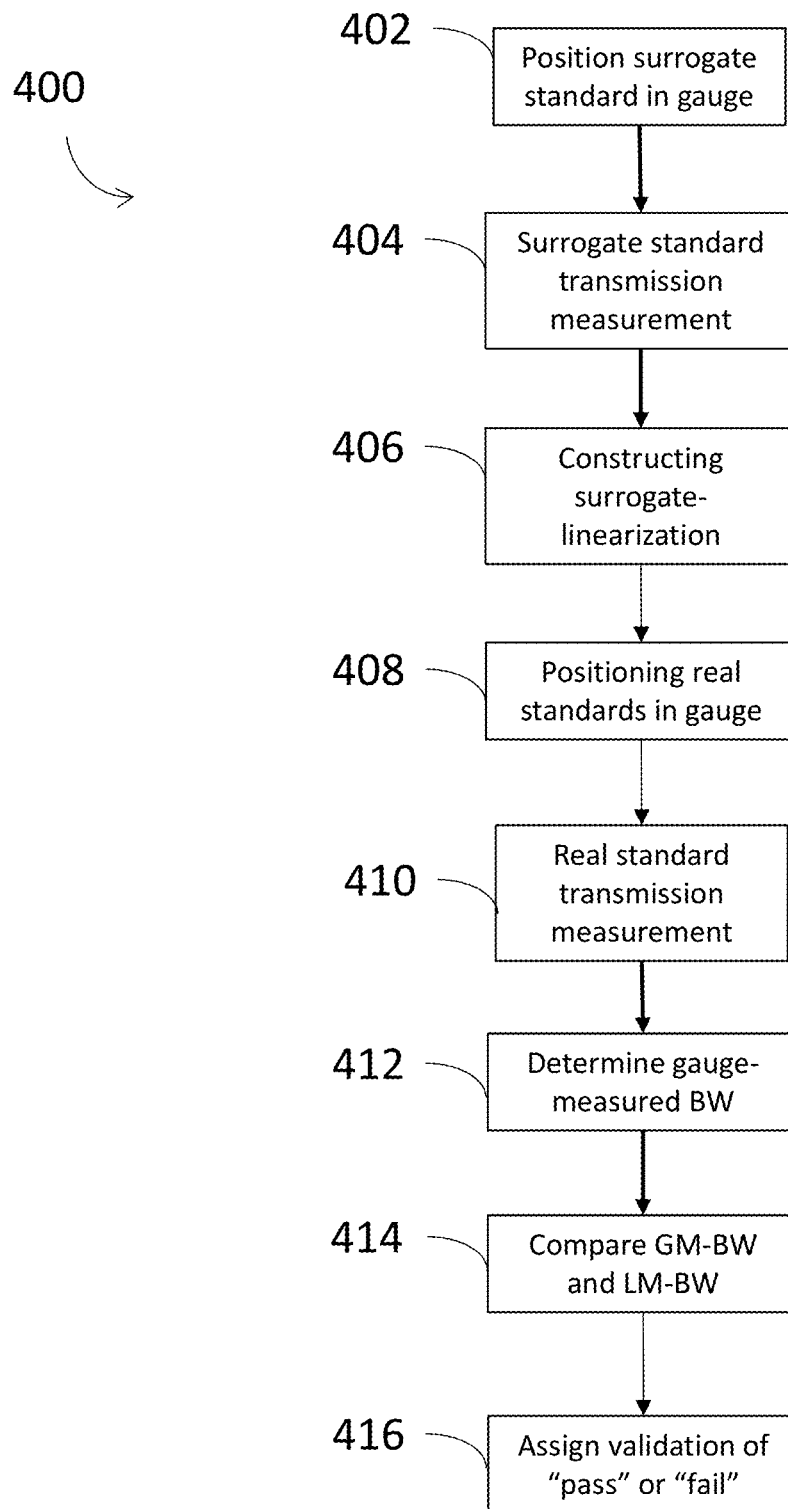 402
Position surrogate
standard in gauge
400
404
Surrogate standard
transmission
measurement
406
Constructing
surrogate-
linearization
408
Positioning real
standards in gauge
410
Real standard
transmission
measurement
412
Determine gauge-
measured BW
414
Compare GM-BW
and LM-BW
416
Assign validation of
“pass” or “fail”